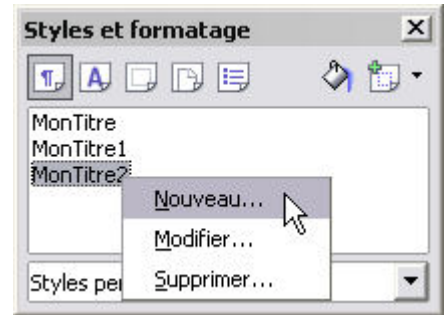 Styles et formatage
MonTitre
MonTitre1
MonTitre2
Nouveau...
Modifier...
Supprimer...
Styles per